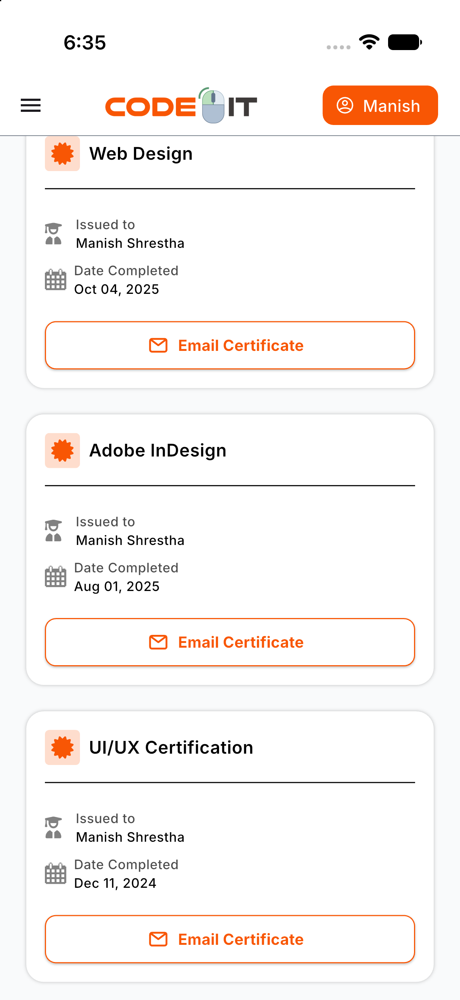 6:35
CODE IT
Manish
Web Design
Issued to
Manish Shrestha
Date Completed
Oct 04, 2025
Email Certificate
Adobe InDesign
Issued to
Manish Shrestha
Date Completed
Aug 01, 2025
Email Certificate
UI/UX Certification
Issued to
Manish Shrestha
Date Completed
Dec 11, 2024
Email Certificate